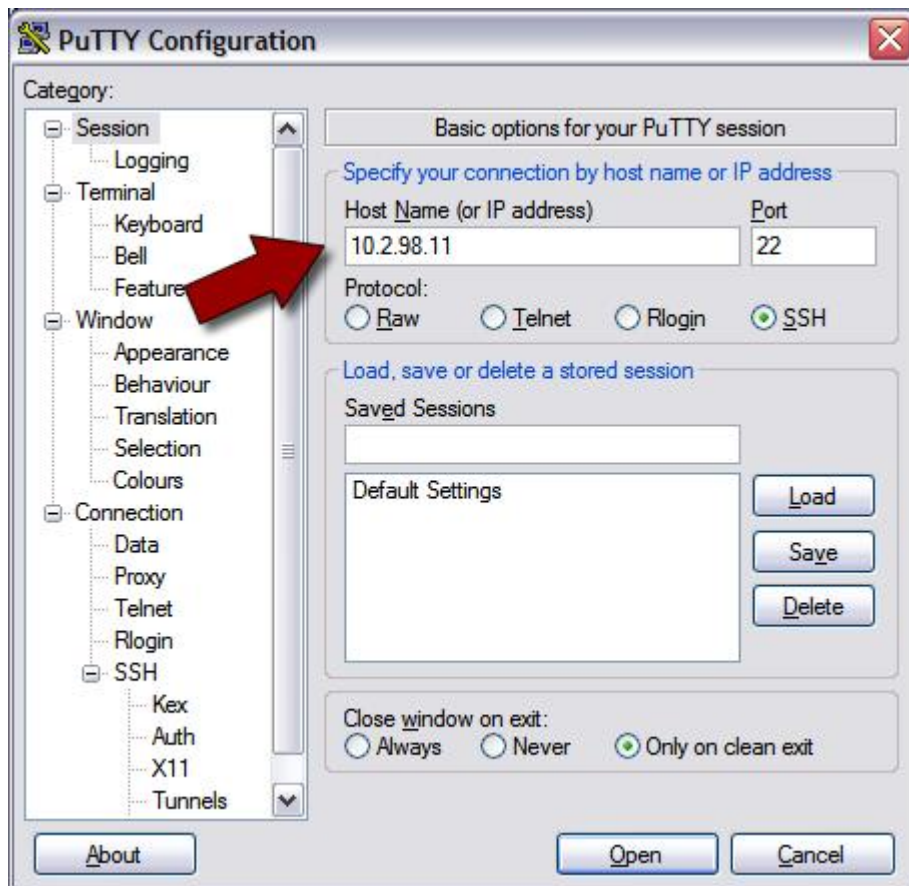 PuTTY Configuration
Category:
Session
Logging
Terminal
Keyboard
Bell
Window
Appearance
Behaviour
Translation
Selection
Colours
Connection
Data
Proxy
Telnet
Rlogin
SSH
Kex
Auth
X11
Tunnels
Basic options for your PuTTY session
Specify your connection by host name or IP address
Host Name (or IP address) Port
10.2.98.11 22
Protocol:
Raw Telnet Rlogin SSH
Load, save or delete a stored session
Saved Sessions
Default Settings
Load
Save
Delete
Close window on exit:
Always Never Only on clean exit
About Open Cancel